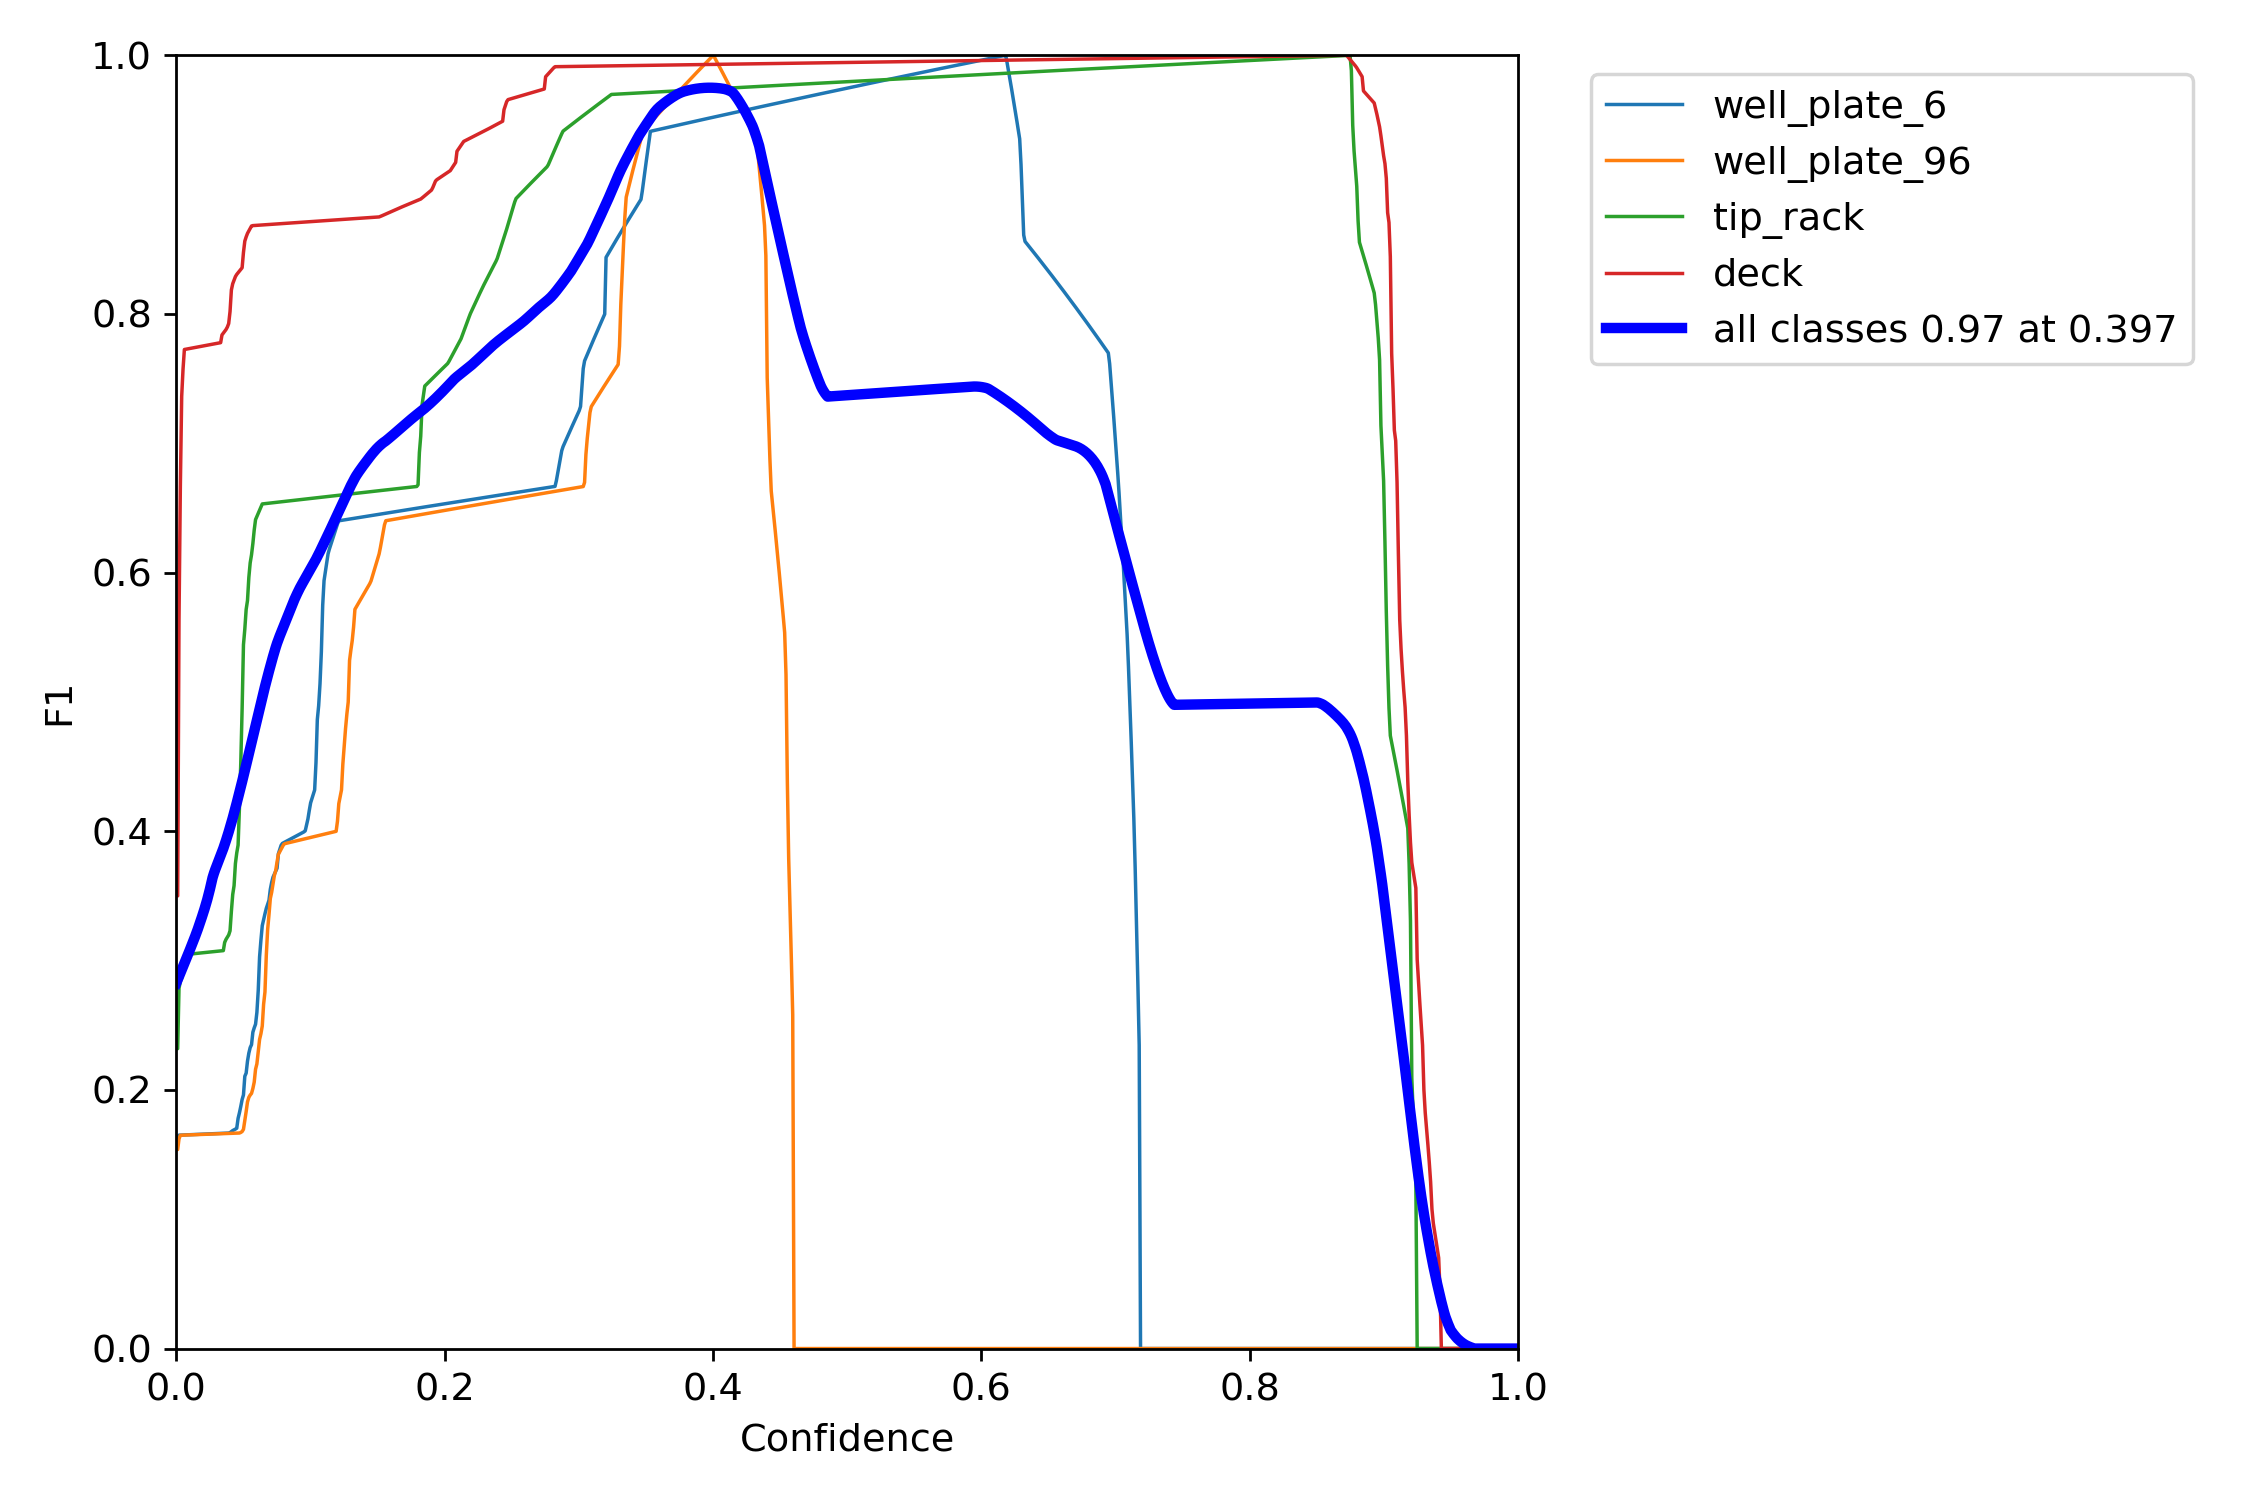 1.0
0.8
0.6
0.4
0.2
0.0
F1
0.0 0.2 0.4 0.6 0.8 1.0
Confidence
well_plate_6
well_plate_96
tip_rack
deck
all classes 0.97 at 0.397